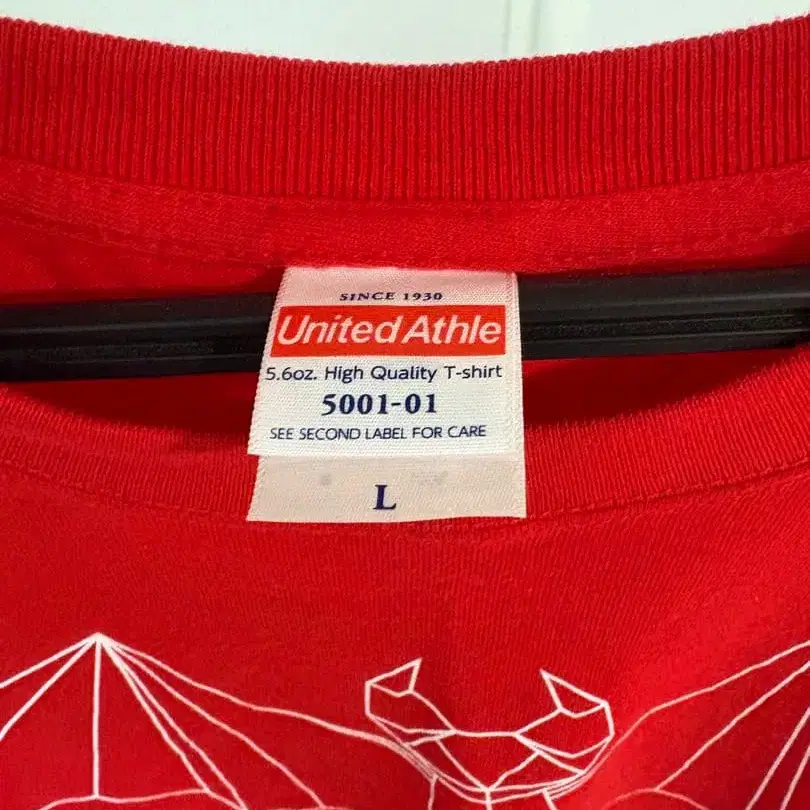 SINCE 1930
United Athle
5.6oz. High Quality T-shirt
5001-01
SEE SECOND LABEL FOR CARE
L